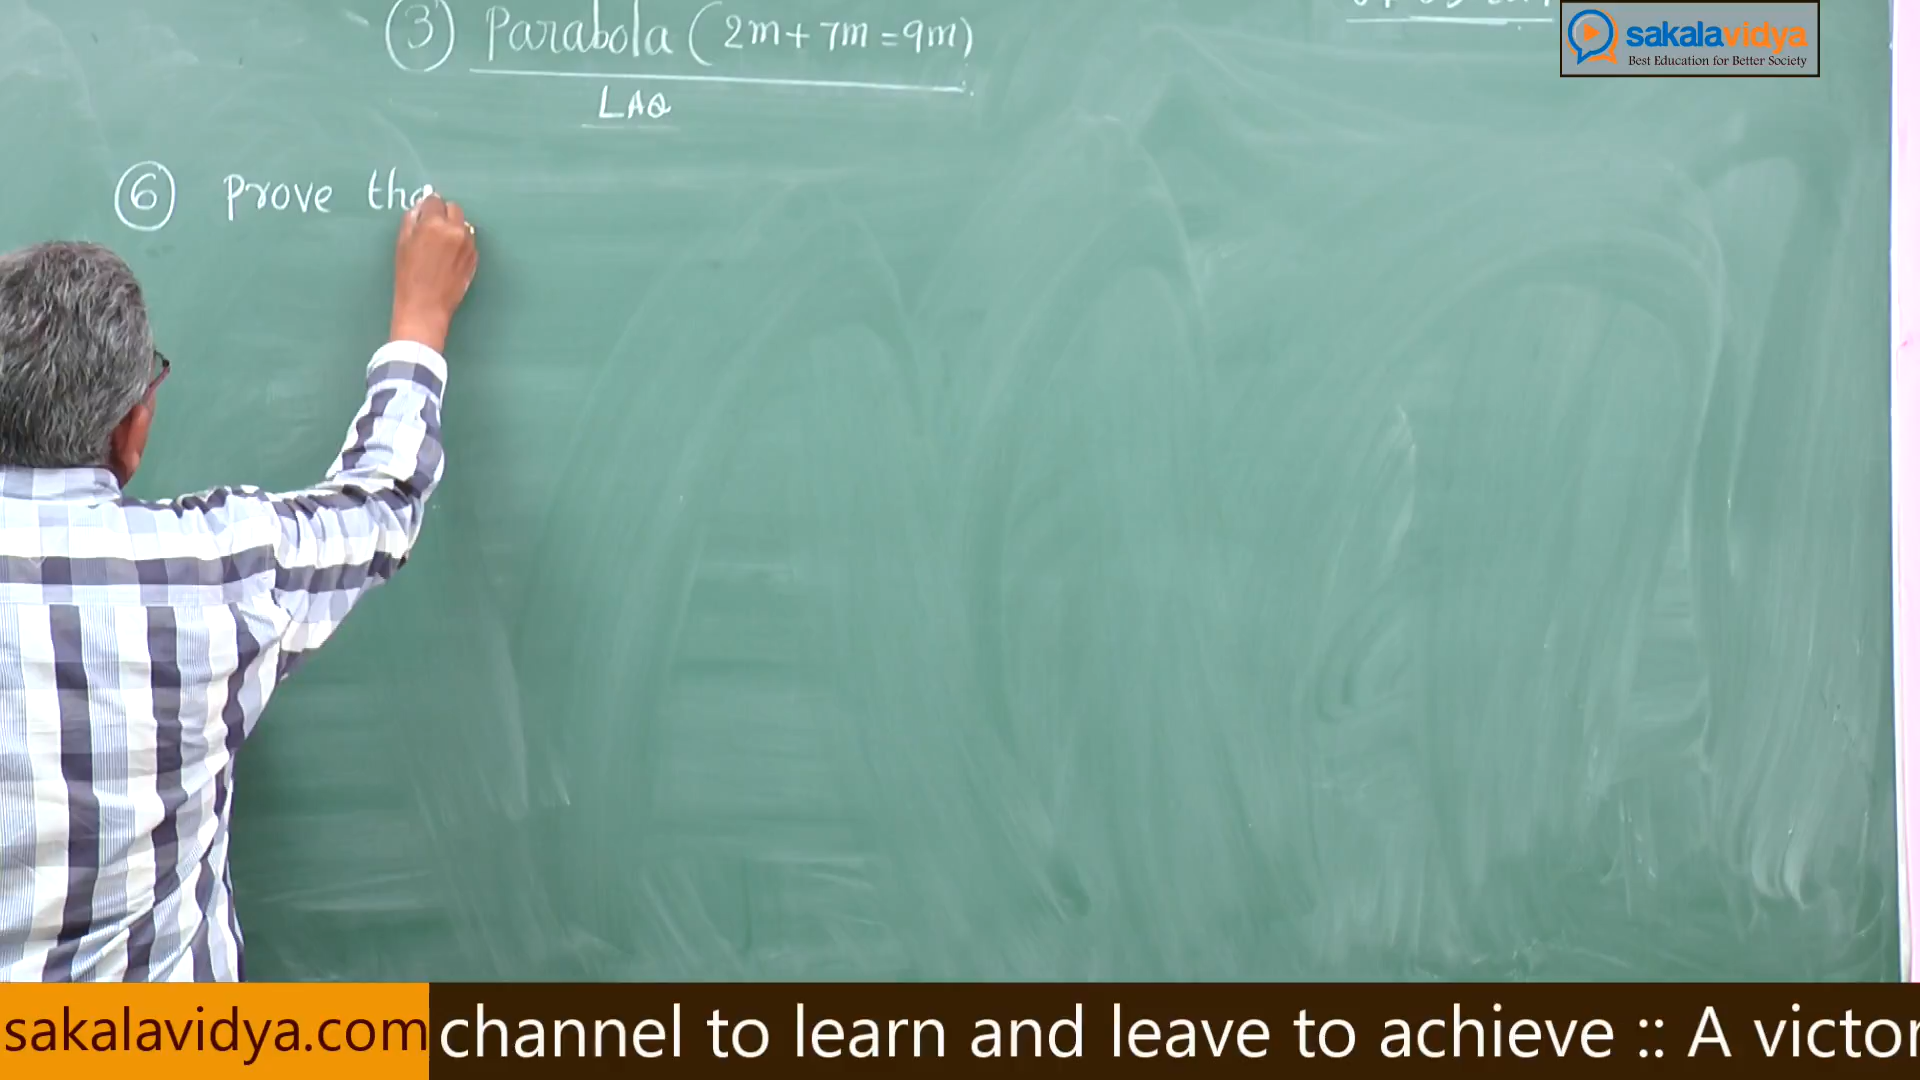 ③ Parabola (2m + 7m = 9m)
LAQ
sakalavidya
Best Education for Better Society
⑥ Prove tha
sakalavidya.com channel to learn and leave to achieve :: A victor